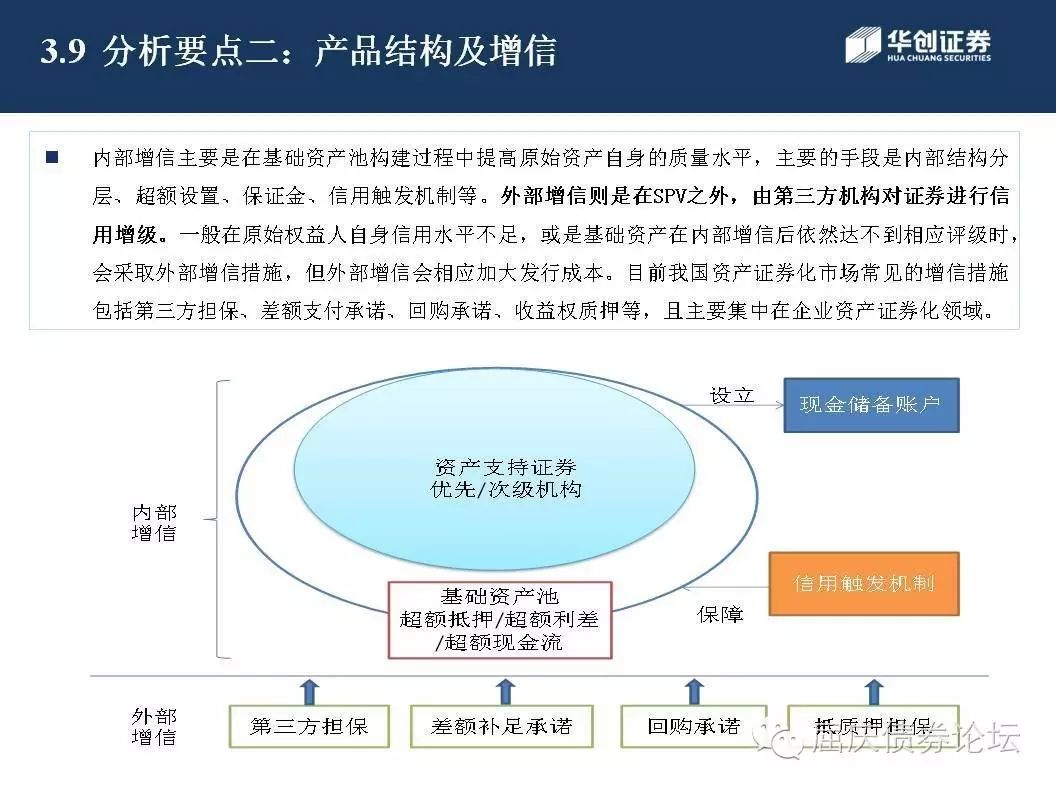 3.9 分析要点二：产品结构及增信
华创证券
HUA CHUANG SECURITIES
内部增信主要是在基础资产池构建过程中提高原始资产自身的质量水平，主要的手段是内部结构分
层、超额设置、保证金、信用触发机制等。外部增信则是在SPV之外，由第三方机构对证券进行信
用增级。一般在原始权益人自身信用水平不足，或是基础资产在内部增信后依然达不到相应评级时，
会采取外部增信措施，但外部增信会相应加大发行成本。目前我国资产证券化市场常见的增信措施
包括第三方担保、差额支付承诺、回购承诺、收益权质押等，且主要集中在企业资产证券化领域。
设立
现金储备账户
资产支持证券
优先/次级机构
内部
增信
信用触发机制
保障
基础资产池
超额抵押/超额利差
/超额现金流
外部
增信
第三方担保
差额补足承诺
回购承诺
抵质押担保
屈庆债券论坛